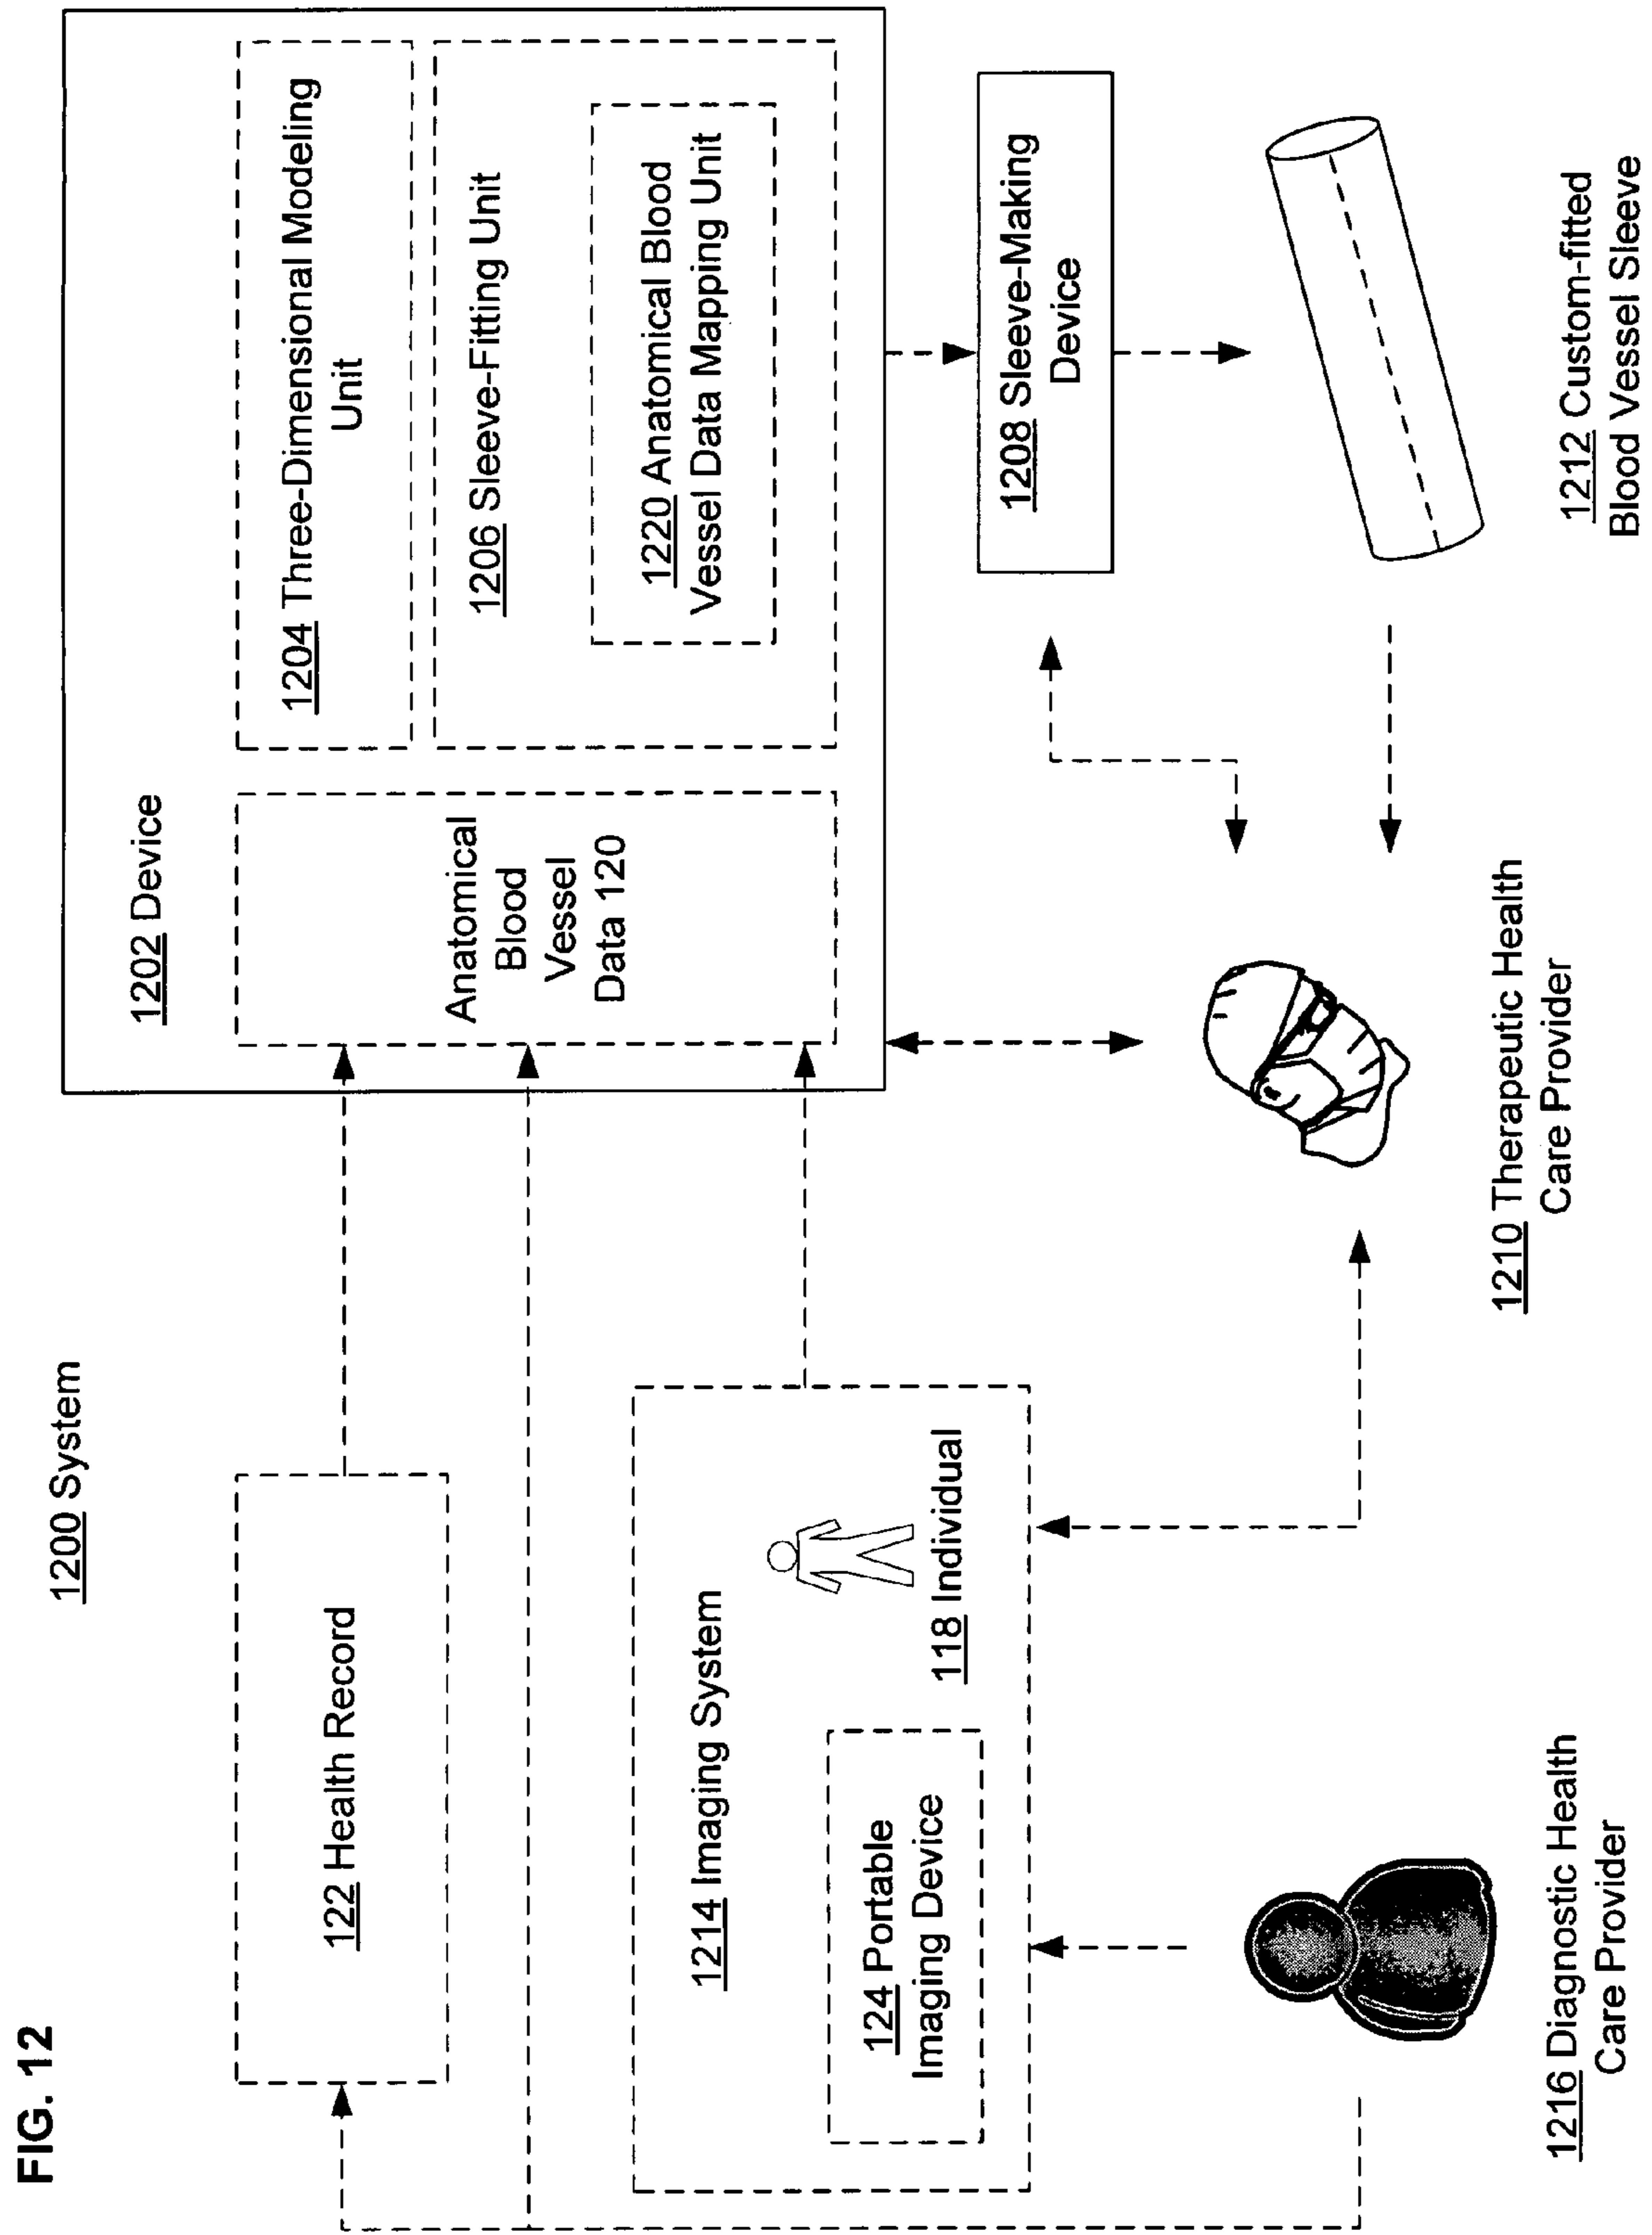 FIG. 12
1200 System
122 Health Record
1202 Device
Anatomical
Blood
Vessel
Data 120
1204 Three-Dimensional Modeling
Unit
1206 Sleeve-Fitting Unit
1220 Anatomical Blood
Vessel Data Mapping Unit
1214 Imaging System
124 Portable
Imaging Device
118 Individual
1208 Sleeve-Making
Device
1216 Diagnostic Health
Care Provider
1210 Therapeutic Health
Care Provider
1212 Custom-fitted
Blood Vessel Sleeve